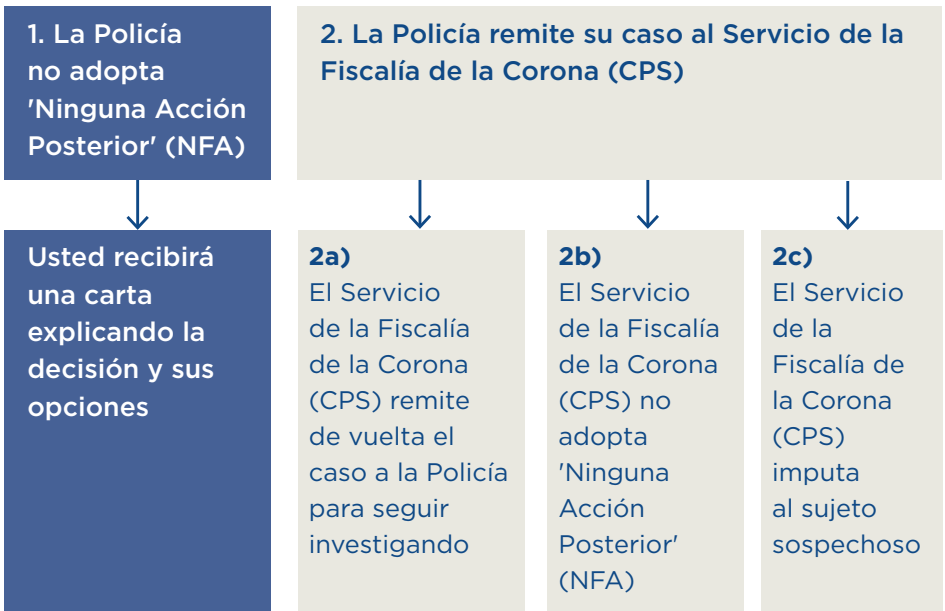 1. La Policía
no adopta
'Ninguna Acción
Posterior' (NFA)
2. La Policía remite su caso al Servicio de la
Fiscalía de la Corona (CPS)
Usted recibirá
una carta
explicando la
decisión y sus
opciones
2a)
El Servicio
de la Fiscalía
de la Corona
(CPS) remite
de vuelta el
caso a la Policía
para seguir
investigando
2b)
El Servicio
de la Fiscalía
de la Corona
(CPS) no
adopta
'Ninguna
Acción
Posterior'
(NFA)
2c)
El Servicio
de la
Fiscalía de
la Corona
(CPS)
imputa
al sujeto
sospechoso